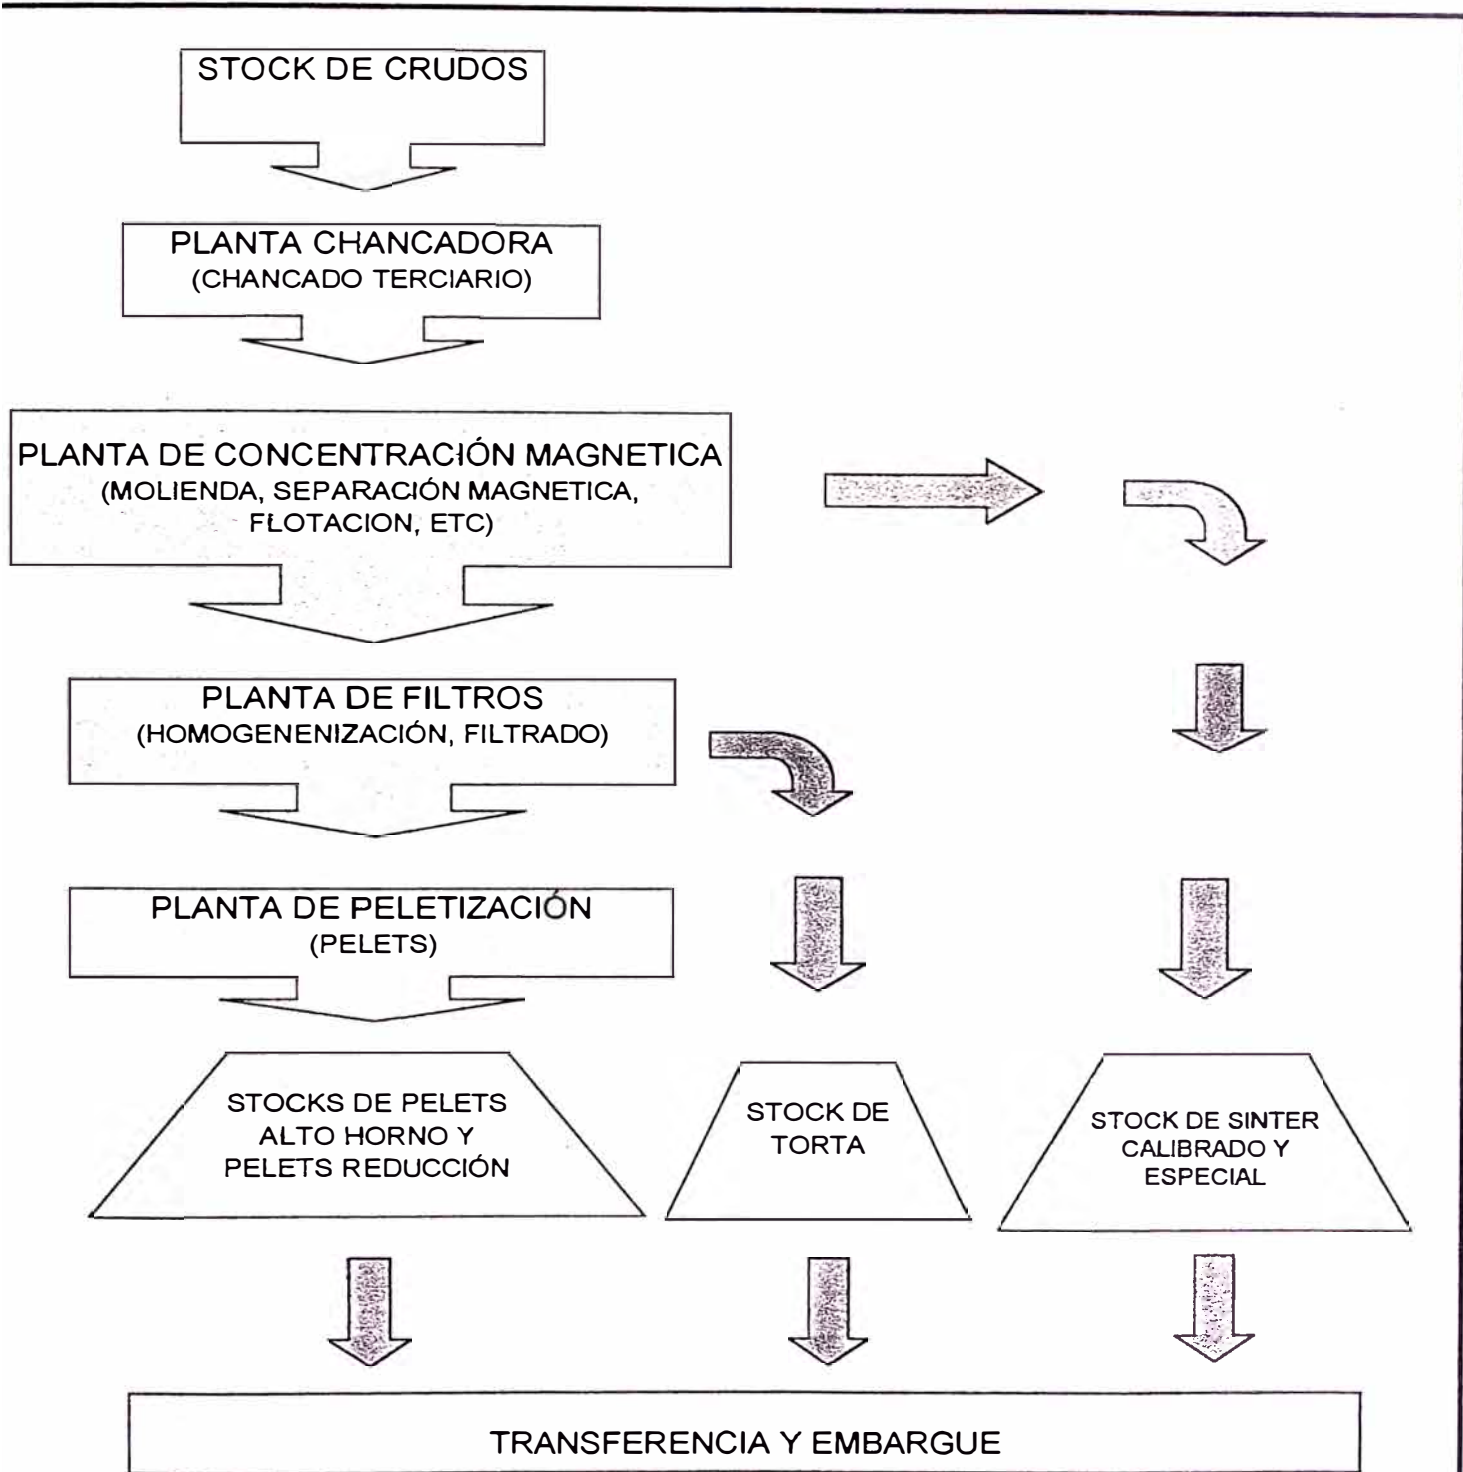 STOCK DE CRUDOS
PLANTA CHANCADORA
(CHANCADO TERCIARIO)
PLANTA DE CONCENTRACIÓN MAGNETICA
(MOLIENDA, SEPARACIÓN MAGNETICA,
FLOTACION, ETC)
PLANTA DE FILTROS
(HOMOGENENIZACIÓN, FILTRADO)
PLANTA DE PELETIZACIÓN
(PELETS)
STOCKS DE PELETS
ALTO HORNO Y
PELETS REDUCCIÓN
STOCK DE
TORTA
STOCK DE SINTER
CALIBRADO Y
ESPECIAL
TRANSFERENCIA Y EMBARGUE